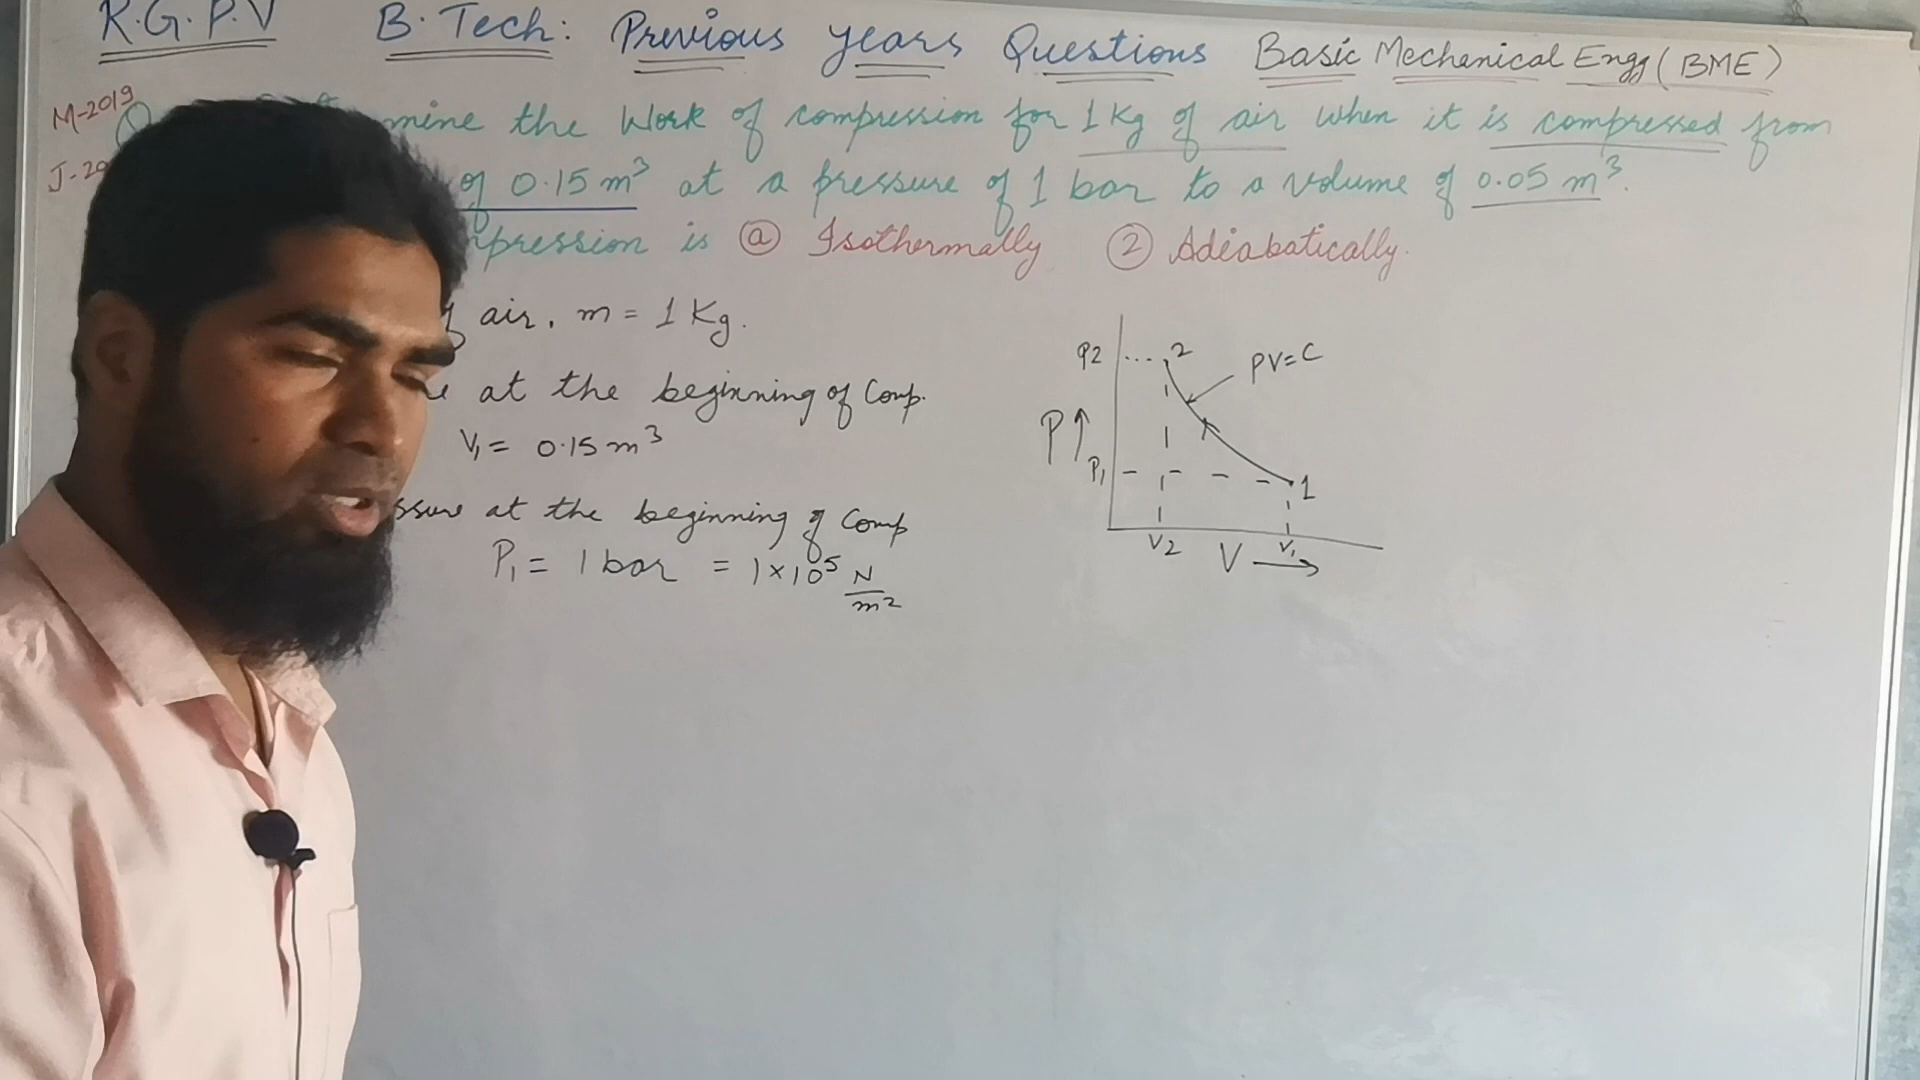 R.G.P.V B.Tech: Previous years Questions Basic Mechanical Engg (BME)
M-2019
mine the Work of compression for 1 Kg of air when it is compressed from
J-20
of 0.15 m³ at a pressure of 1 bar to a volume of 0.05 m³.
mpression is ⓐ Isothermally ② Adiabatically.
air, m = 1 Kg.
at the beginning of Comp.
V₁ = 0.15 m³
ssure at the beginning of Comp
P₁ = 1 bar = 1×10⁵ N/m²
P2 2 PV=C
P↑
P₁ 1
V2 V₁
V →